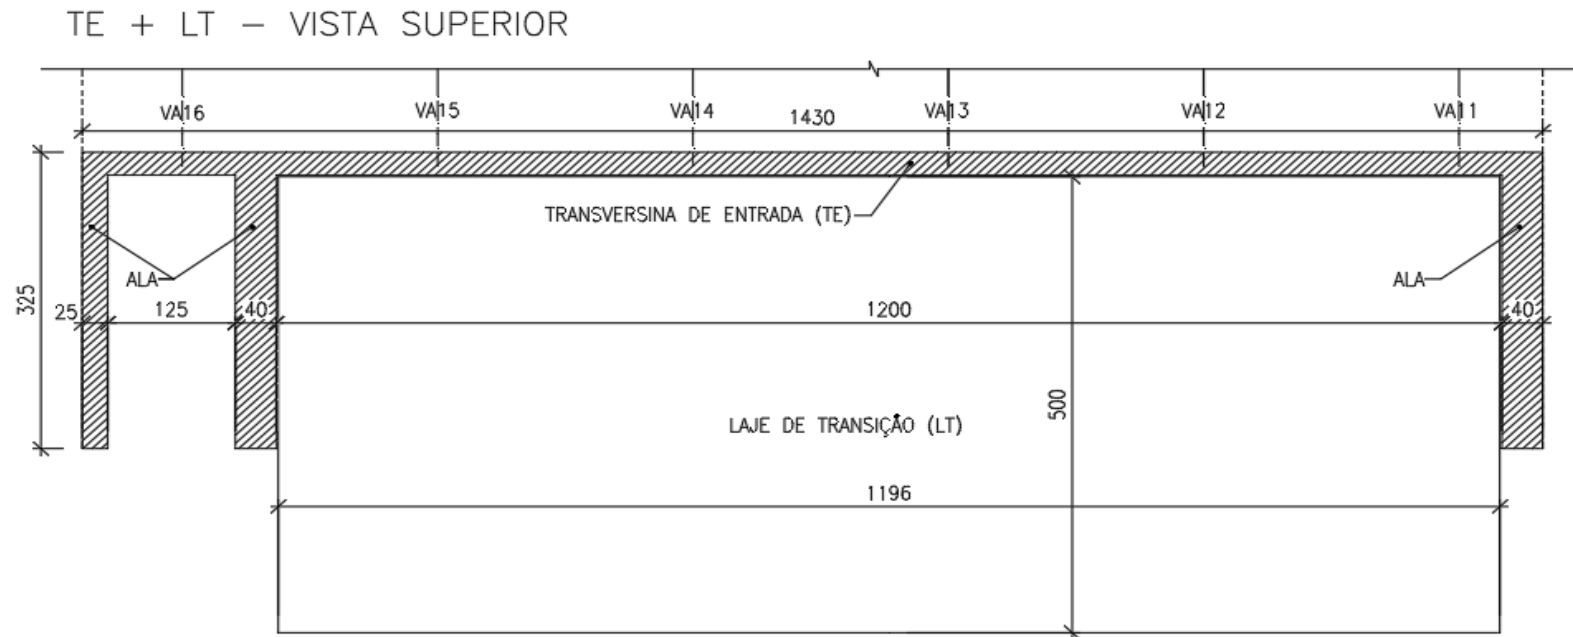 TE + LT - VISTA SUPERIOR
VA16 VA15 VA14 VA13 VA12 VA11
1430
TRANSVERSINA DE ENTRADA (TE)
ALA ALA
325
25 125 40 1200 40
500
LAJE DE TRANSIÇÃO (LT)
1196